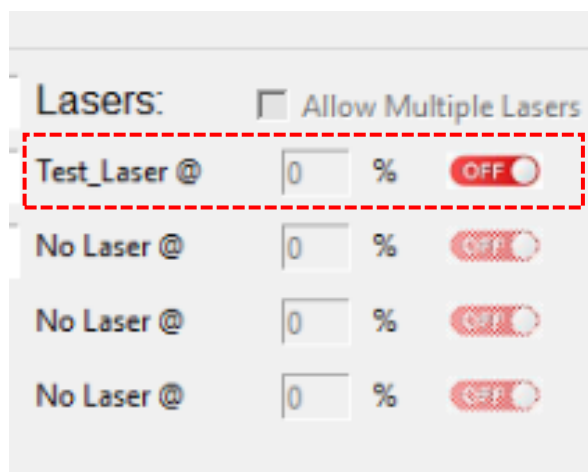 Lasers: Allow Multiple Lasers
Test_Laser @ 0 % OFF
No Laser @ 0 % OFF
No Laser @ 0 % OFF
No Laser @ 0 % OFF